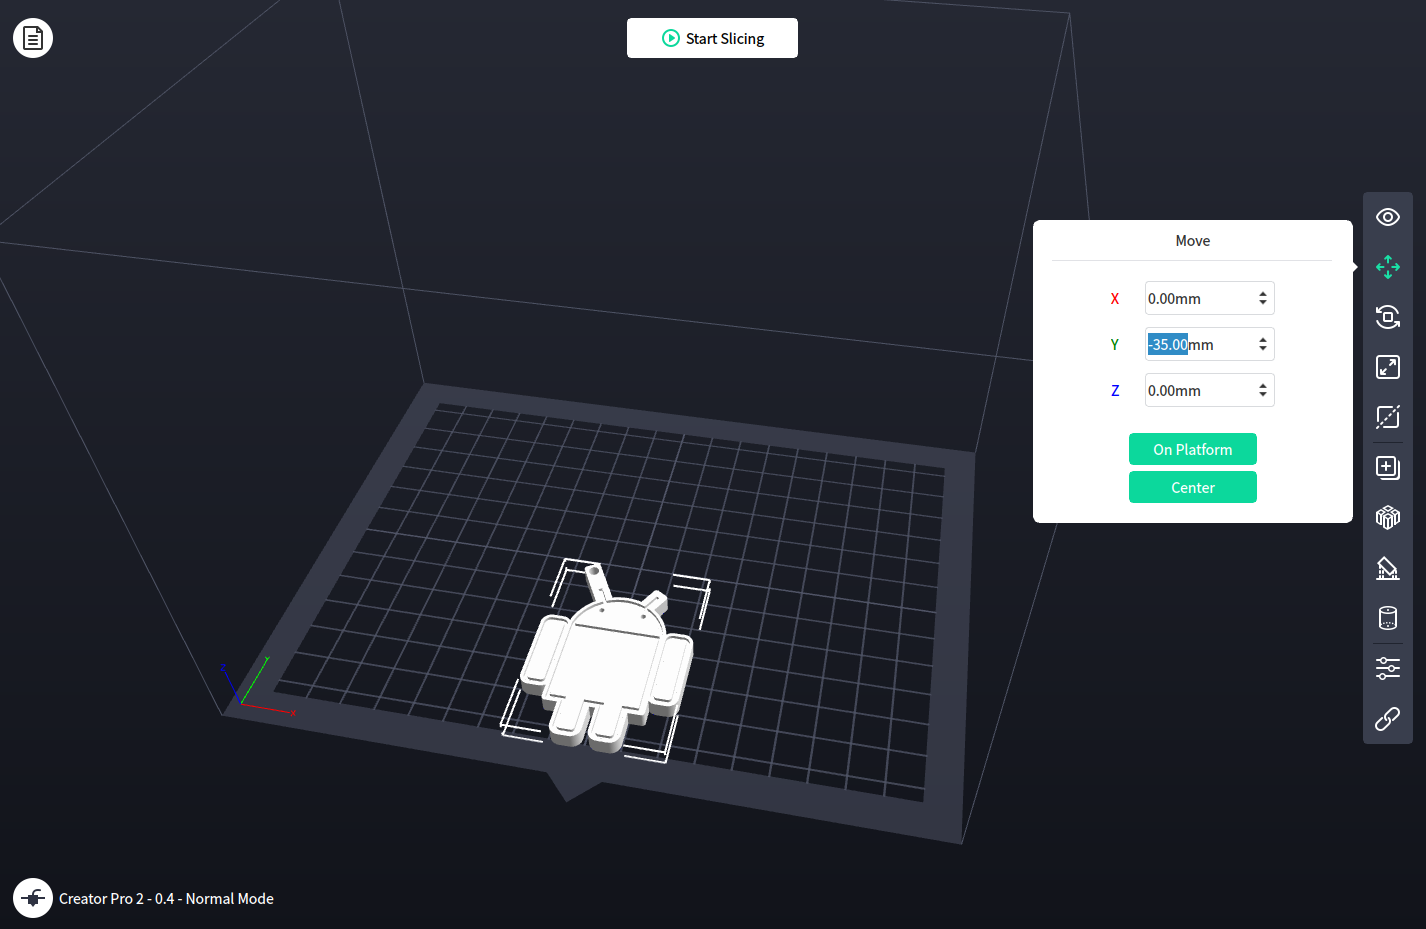 Start Slicing
Move
X 0.00mm
Y -35.00mm
Z 0.00mm
On Platform
Center
Z
Y
X
Creator Pro 2 - 0.4 - Normal Mode